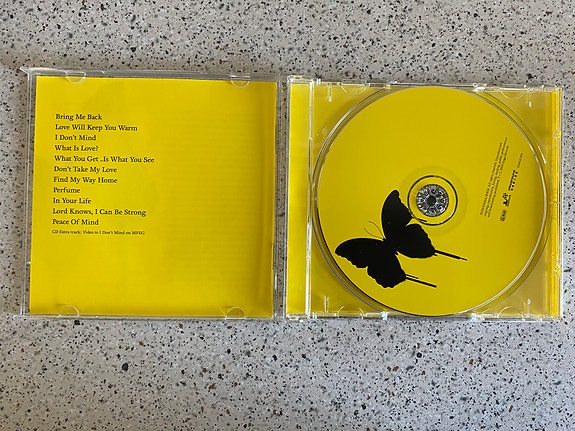 Bring Me Back
Love Will Keep You Warm
I Don't Mind
What Is Love?
What You Get ..Is What You See
Don't Take My Love
Find My Way Home
Perfume
In Your Life
Lord Knows, I Can Be Strong
Peace Of Mind
CD Extra track: Video to I Don't Mind on MPEG